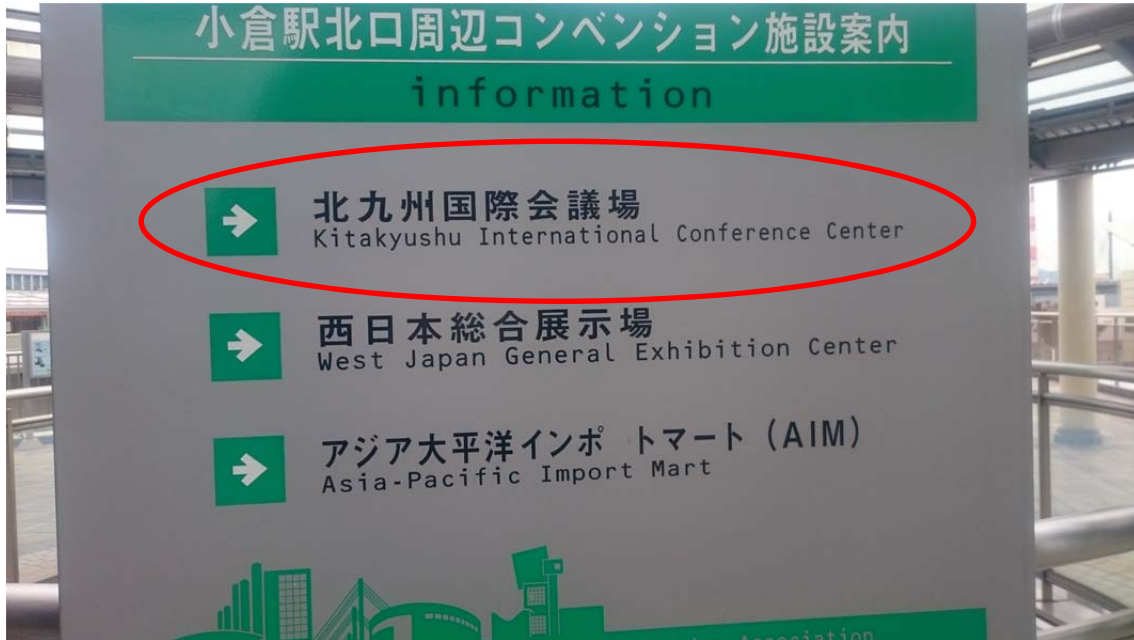 小倉駅北口周辺コンベンション施設案内
information
北九州国際会議場
Kitakyushu International Conference Center
西日本総合展示場
West Japan General Exhibition Center
アジア大平洋インポ トマート（AIM）
Asia-Pacific Import Mart
Association